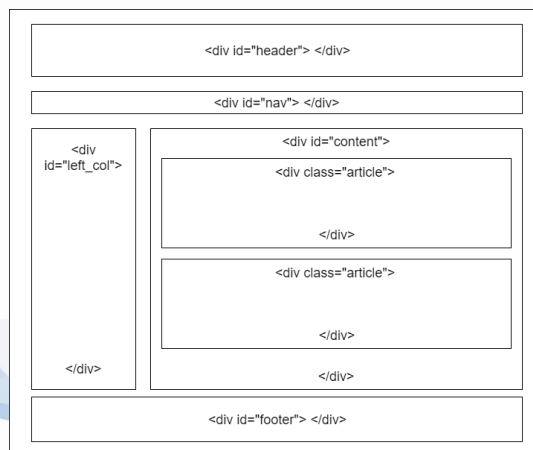 <div id="header"> </div>
<div id="nav"> </div>
<div
id="left_col">
</div>
<div id="content">
<div class="article">
</div>
<div class="article">
</div>
</div>
<div id="footer"> </div>